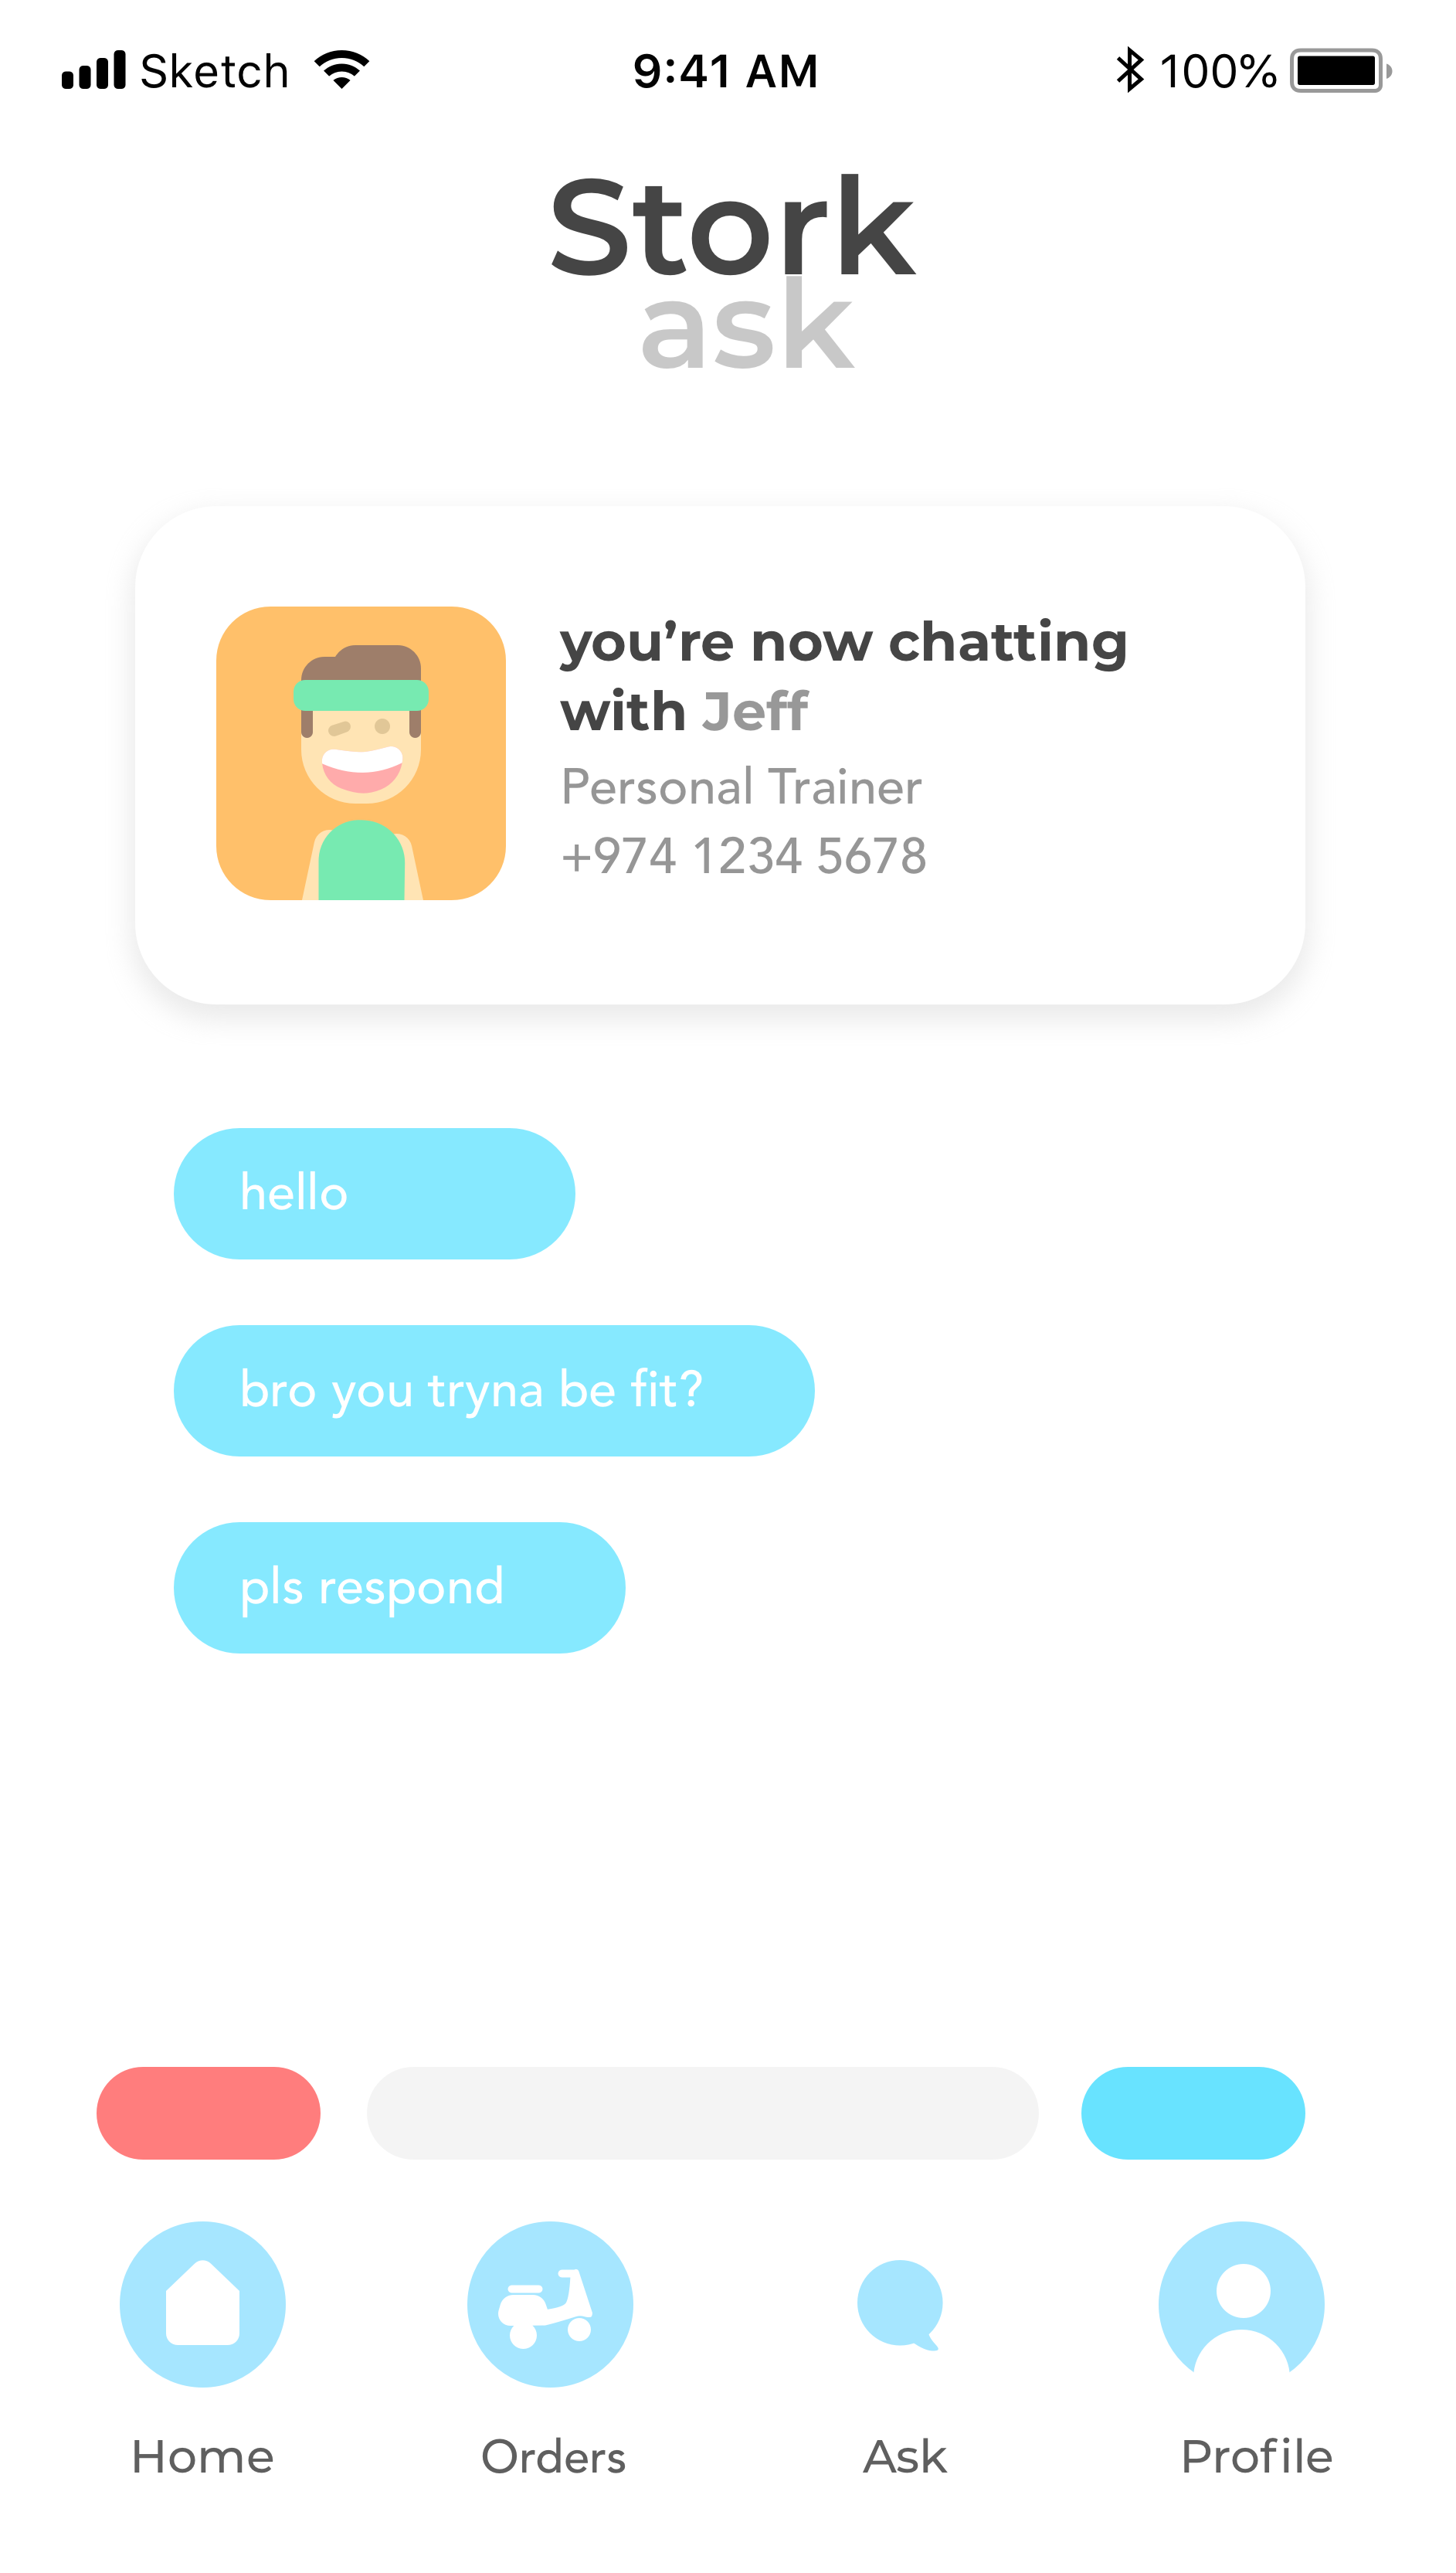 Sketch 9:41 AM 100%
Stork
ask
you’re now chatting
with Jeff
Personal Trainer
+974 1234 5678
hello
bro you tryna be fit?
pls respond
Home Orders Ask Profile